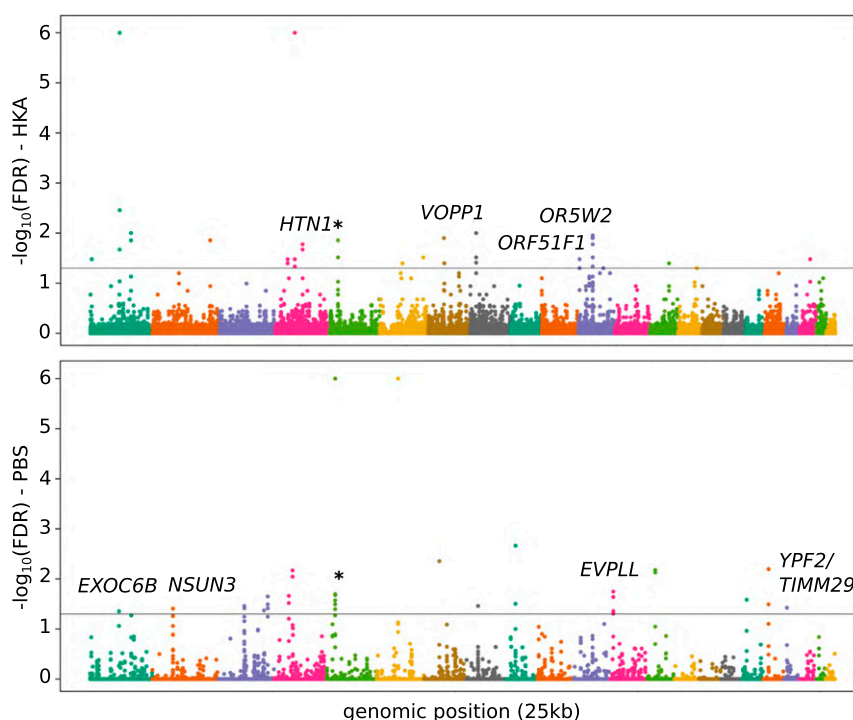 -log10(FDR) - HKA
6
5
4
3
2
1
0
HTN1*
VOPP1
OR5W2
ORF51F1
-log10(FDR) - PBS
6
5
4
3
2
1
0
EXOC6B
NSUN3
*
EVPLL
YPF2/
TIMM29
genomic position (25kb)